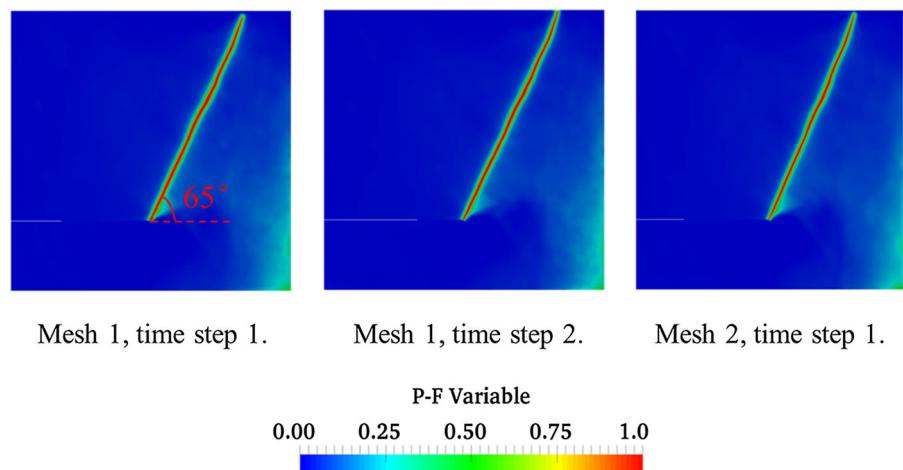 65°
Mesh 1, time step 1.
Mesh 1, time step 2.
Mesh 2, time step 1.
P-F Variable
0.00 0.25 0.50 0.75 1.0